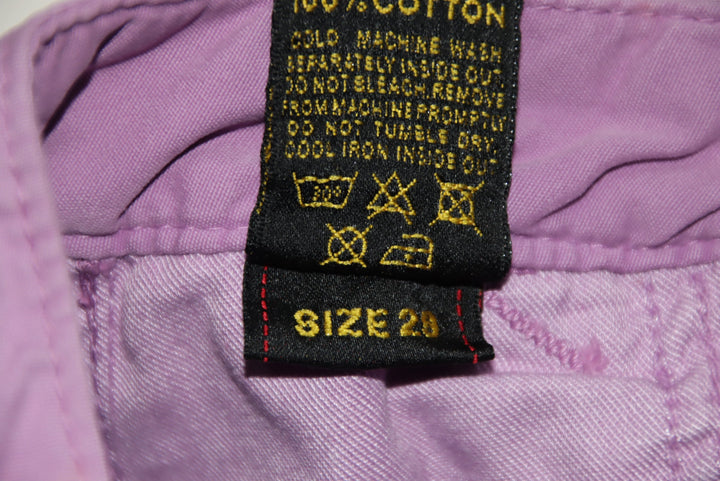 100% COTTON
COLD MACHINE WASH
SEPARATELY INSIDE OUT
DO NOT BLEACH. REMOVE
FROM MACHINE PROMPTLY
DO NOT TUMBLE DRY
COOL IRON INSIDE OUT
SIZE 28